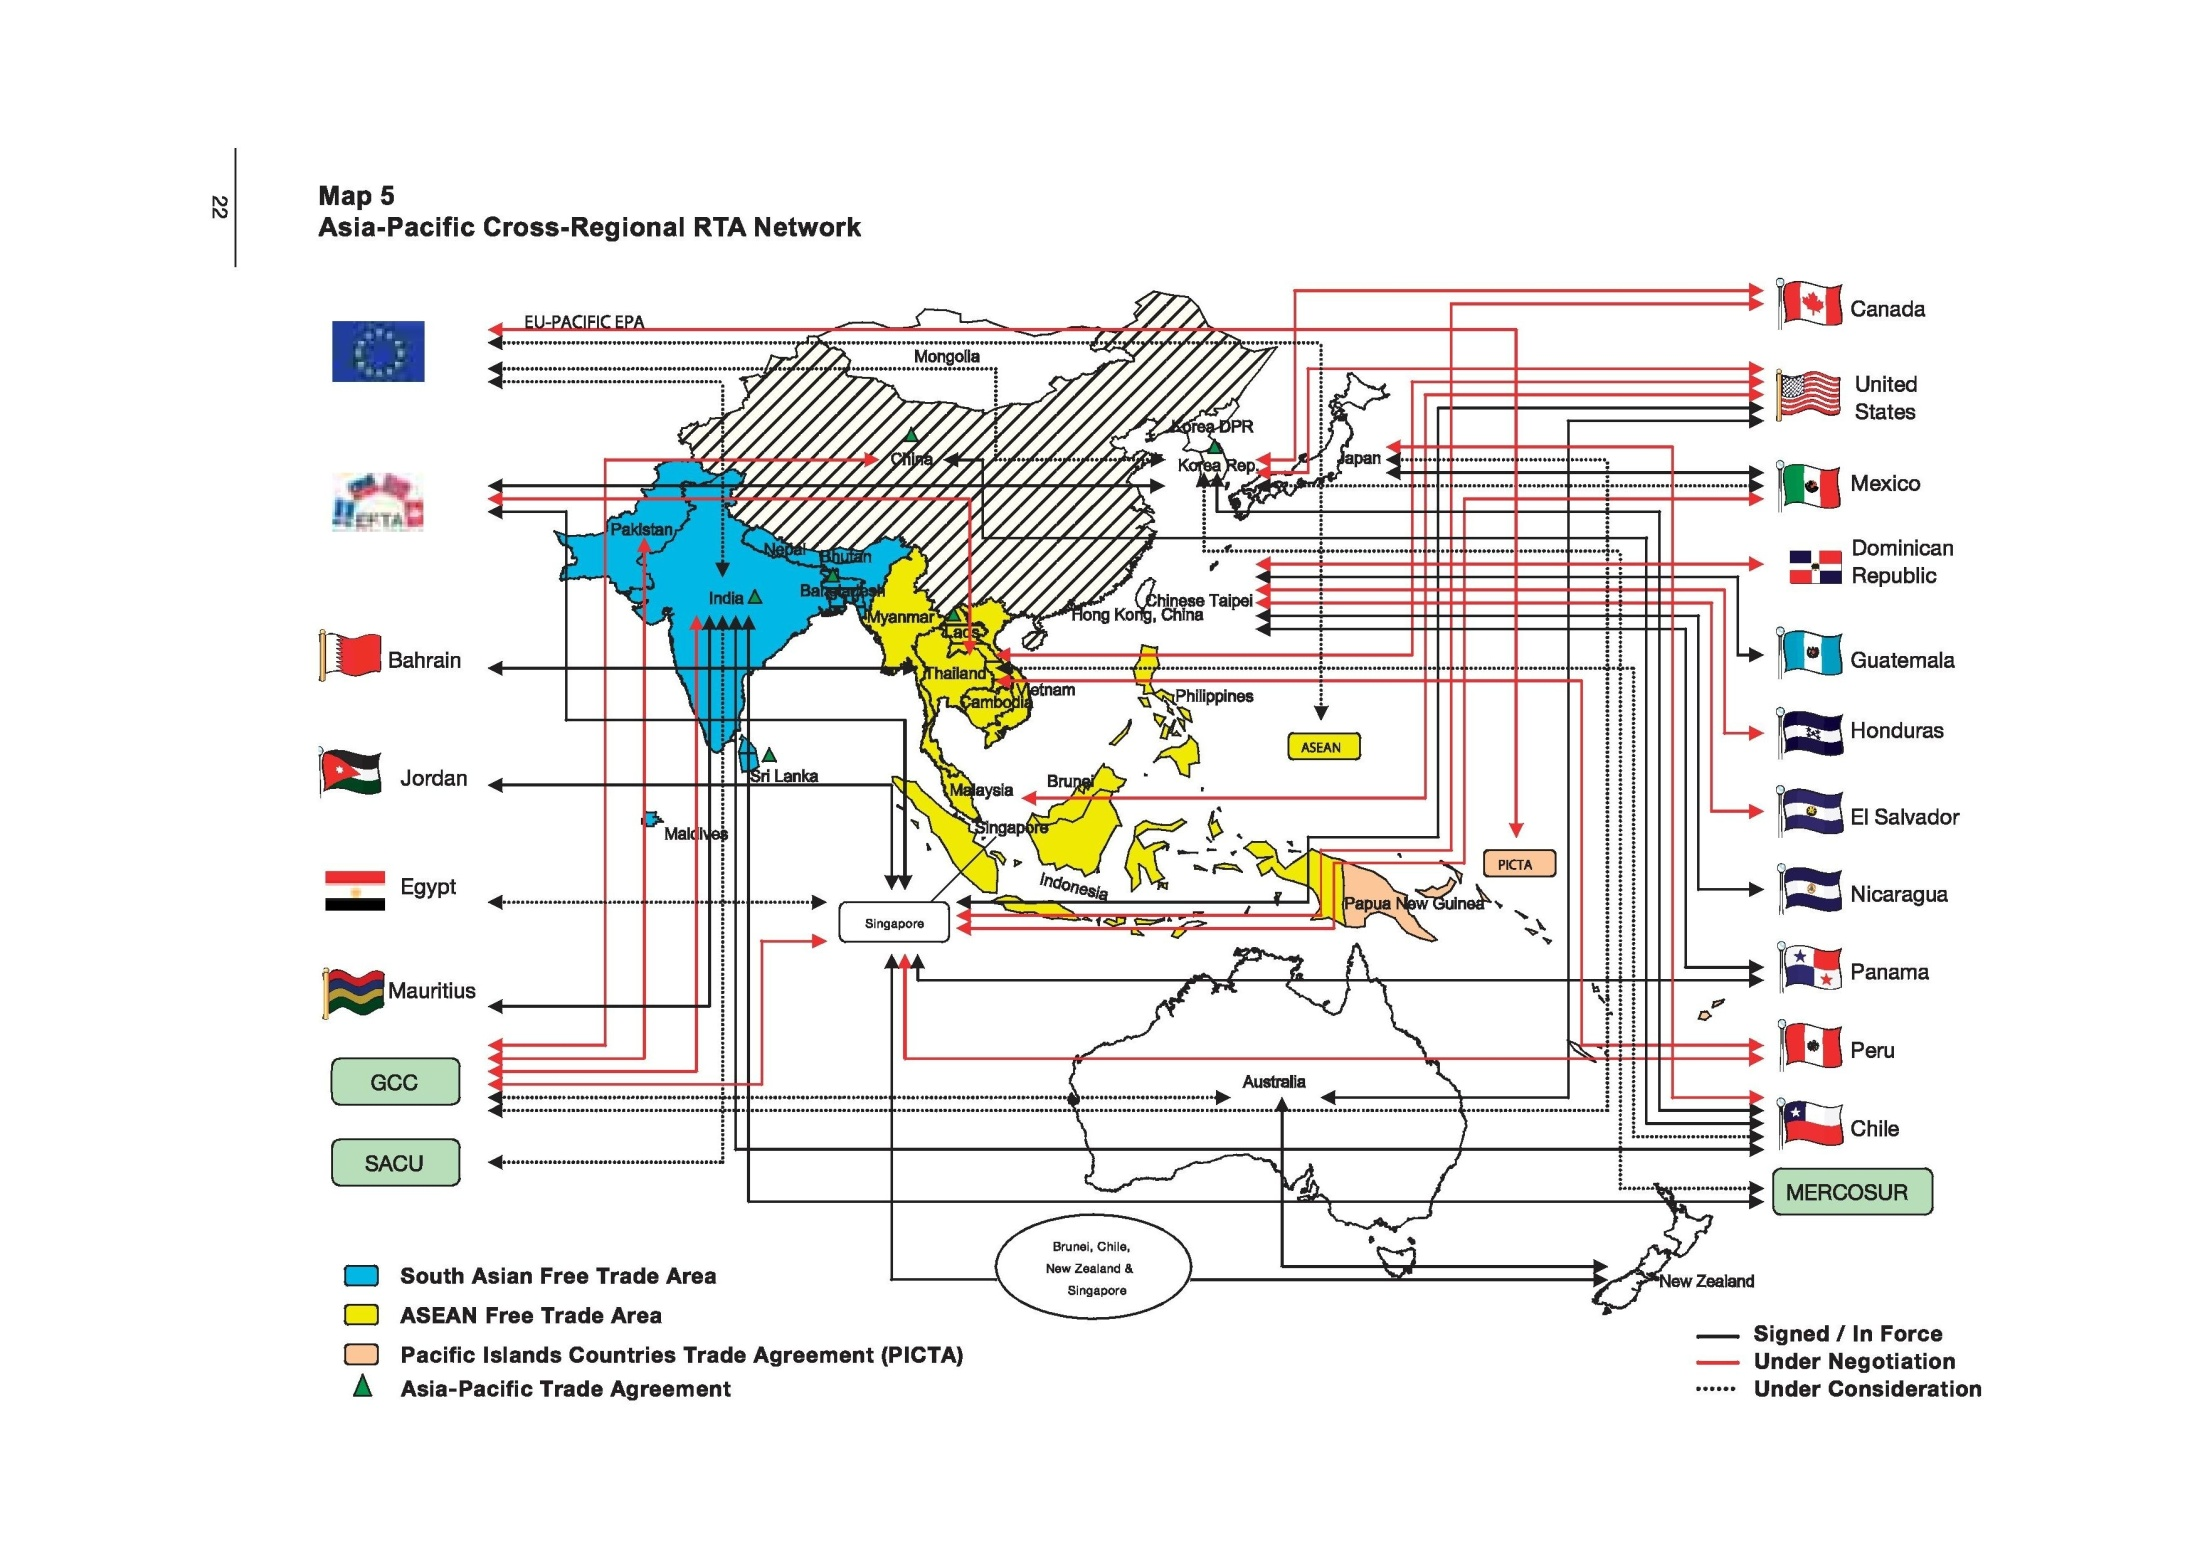 22
Map 5
Asia-Pacific Cross-Regional RTA Network
EU-PACIFIC EPA
EFTA
Bahrain
Jordan
Egypt
Mauritius
GCC
SACU
Mongolia
China
Korea DPR
Korea Rep.
Japan
Pakistan
Nepal
Bhutan
India
Bangladesh
Myanmar
Laos
Chinese Taipei
Hong Kong, China
Thailand
Vietnam
Cambodia
Philippines
ASEAN
Sri Lanka
Maldives
Malaysia
Brunei
Singapore
Indonesia
PICTA
Papua New Guinea
Singapore
Australia
New Zealand
Brunei, Chile,
New Zealand &
Singapore
Canada
United
States
Mexico
Dominican
Republic
Guatemala
Honduras
El Salvador
Nicaragua
Panama
Peru
Chile
MERCOSUR
South Asian Free Trade Area
ASEAN Free Trade Area
Pacific Islands Countries Trade Agreement (PICTA)
Asia-Pacific Trade Agreement
Signed / In Force
Under Negotiation
Under Consideration